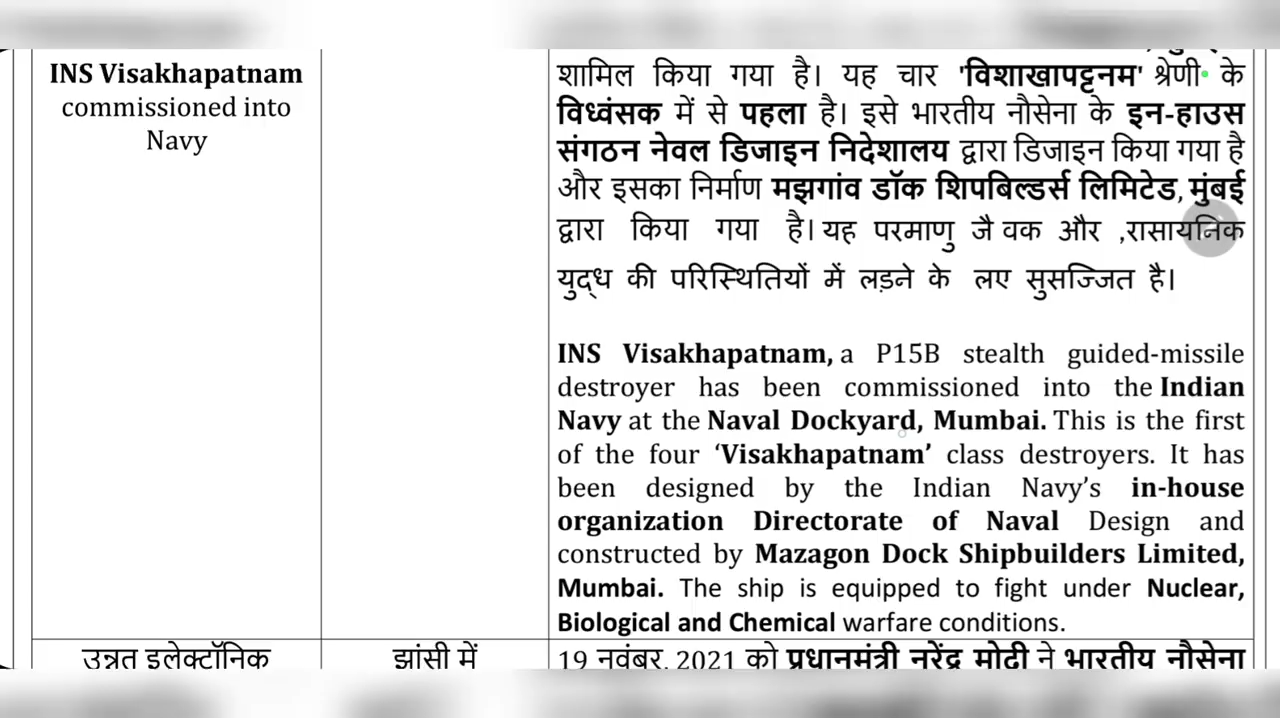 INS Visakhapatnam
commissioned into
Navy
शामिल किया गया है। यह चार 'विशाखापट्टनम' श्रेणी के
विध्वंसक में से पहला है। इसे भारतीय नौसेना के इन-हाउस
संगठन नेवल डिजाइन निदेशालय द्वारा डिजाइन किया गया है
और इसका निर्माण मझगांव डॉक शिपबिल्डर्स लिमिटेड, मुंबई
द्वारा किया गया है। यह परमाणु जै वक और ,रासायनिक
युद्ध की परिस्थितियों में लड़ने के लए सुसज्जित है।
INS Visakhapatnam, a P15B stealth guided-missile
destroyer has been commissioned into the Indian
Navy at the Naval Dockyard, Mumbai. This is the first
of the four ‘Visakhapatnam’ class destroyers. It has
been designed by the Indian Navy’s in-house
organization Directorate of Naval Design and
constructed by Mazagon Dock Shipbuilders Limited,
Mumbai. The ship is equipped to fight under Nuclear,
Biological and Chemical warfare conditions.
उन्नत इलेक्ट्रॉनिक
झांसी में
19 नवंबर, 2021 को प्रधानमंत्री नरेंद्र मोदी ने भारतीय नौसेना